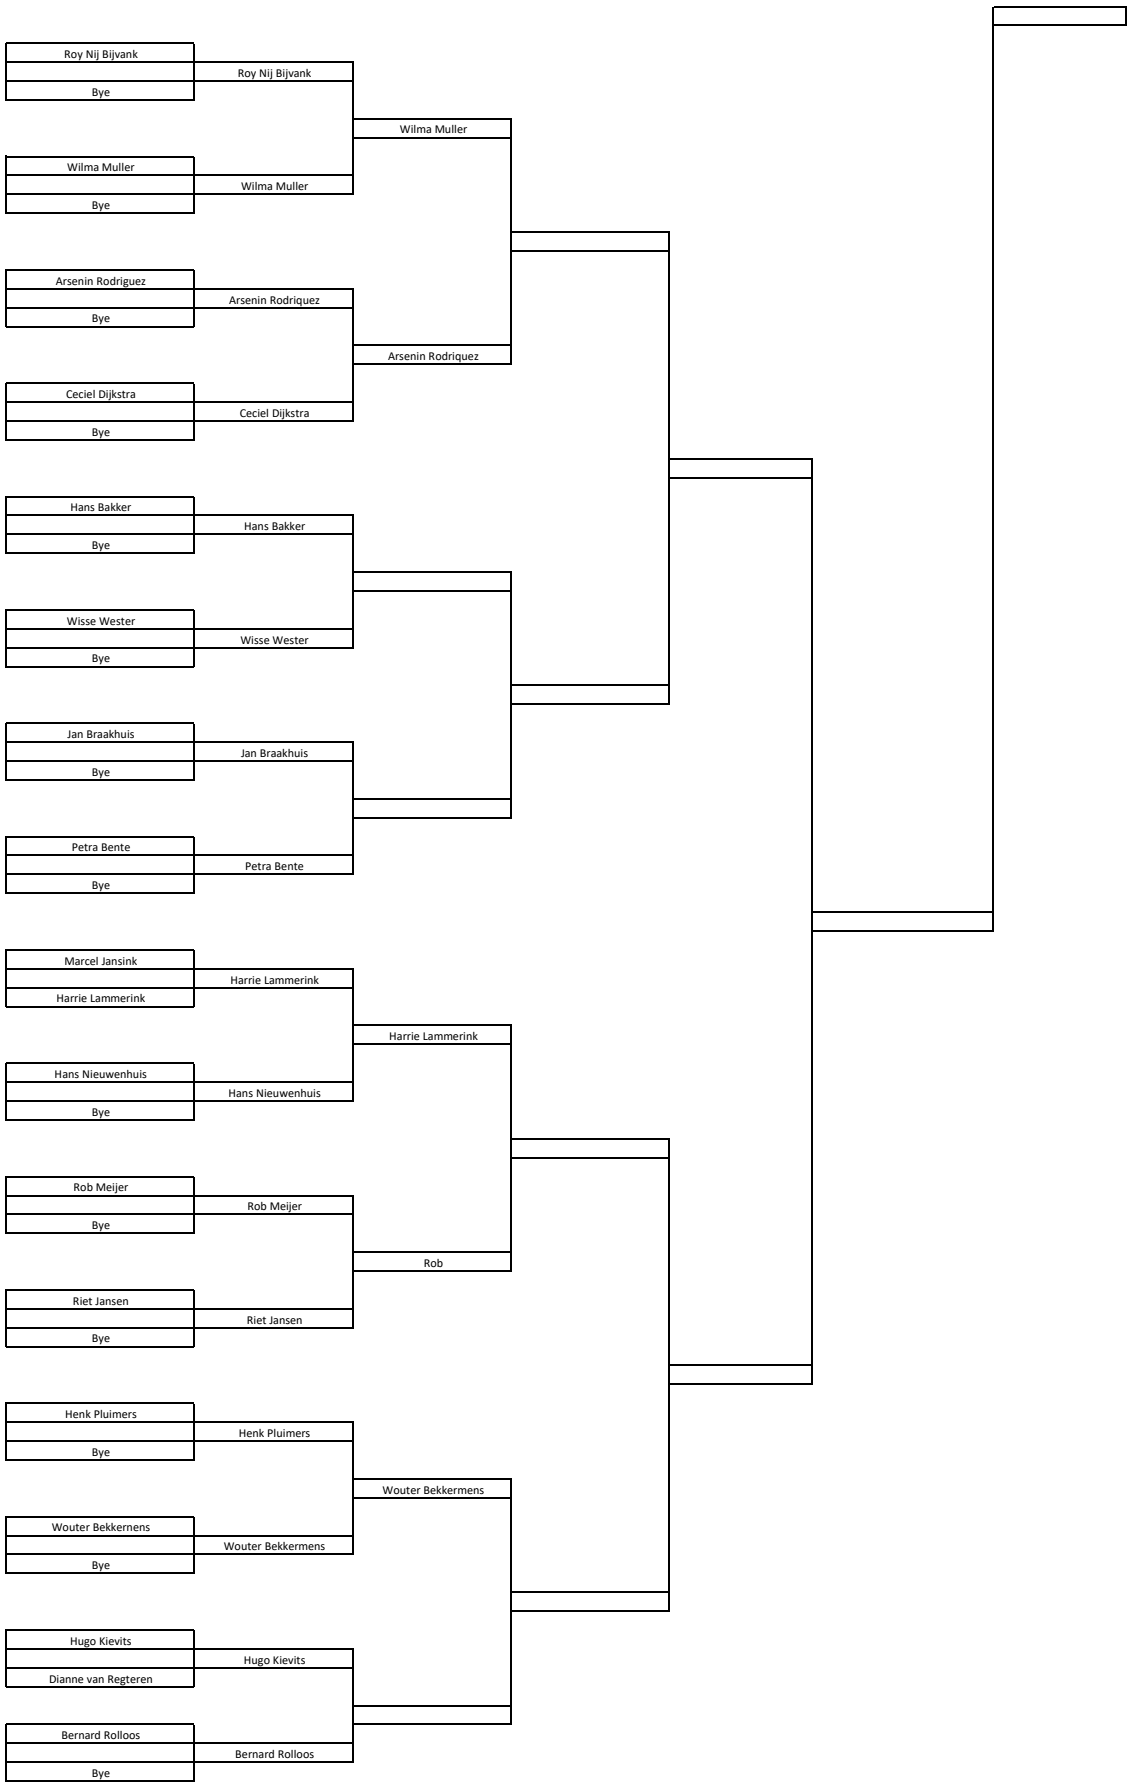 Roy Nij Bijvank
Roy Nij Bijvank
Bye
Wilma Muller
Wilma Muller
Wilma Muller
Bye
Arsenin Rodriguez
Arsenin Rodriquez
Bye
Arsenin Rodriquez
Ceciel Dijkstra
Ceciel Dijkstra
Bye
Hans Bakker
Hans Bakker
Bye
Wisse Wester
Wisse Wester
Bye
Jan Braakhuis
Jan Braakhuis
Bye
Petra Bente
Petra Bente
Bye
Marcel Jansink
Harrie Lammerink
Harrie Lammerink
Harrie Lammerink
Hans Nieuwenhuis
Hans Nieuwenhuis
Bye
Rob Meijer
Rob Meijer
Bye
Rob
Riet Jansen
Riet Jansen
Bye
Henk Pluimers
Henk Pluimers
Bye
Wouter Bekkermens
Wouter Bekkernens
Wouter Bekkermens
Bye
Hugo Kievits
Hugo Kievits
Dianne van Regteren
Bernard Rolloos
Bernard Rolloos
Bye